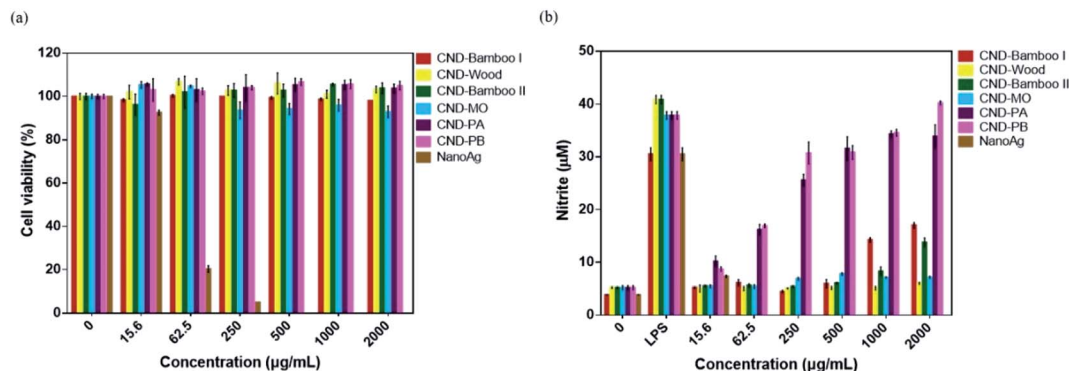 (a)
120
100
80
60
40
20
0
Cell viability (%)
0
15.6
62.5
250
500
1000
2000
Concentration (µg/mL)
CND-Bamboo I
CND-Wood
CND-Bamboo II
CND-MO
CND-PA
CND-PB
NanoAg
(b)
50
40
30
20
10
0
Nitrite (µM)
0
LPS
15.6
62.5
250
500
1000
2000
Concentration (µg/mL)
CND-Bamboo I
CND-Wood
CND-Bamboo II
CND-MO
CND-PA
CND-PB
NanoAg